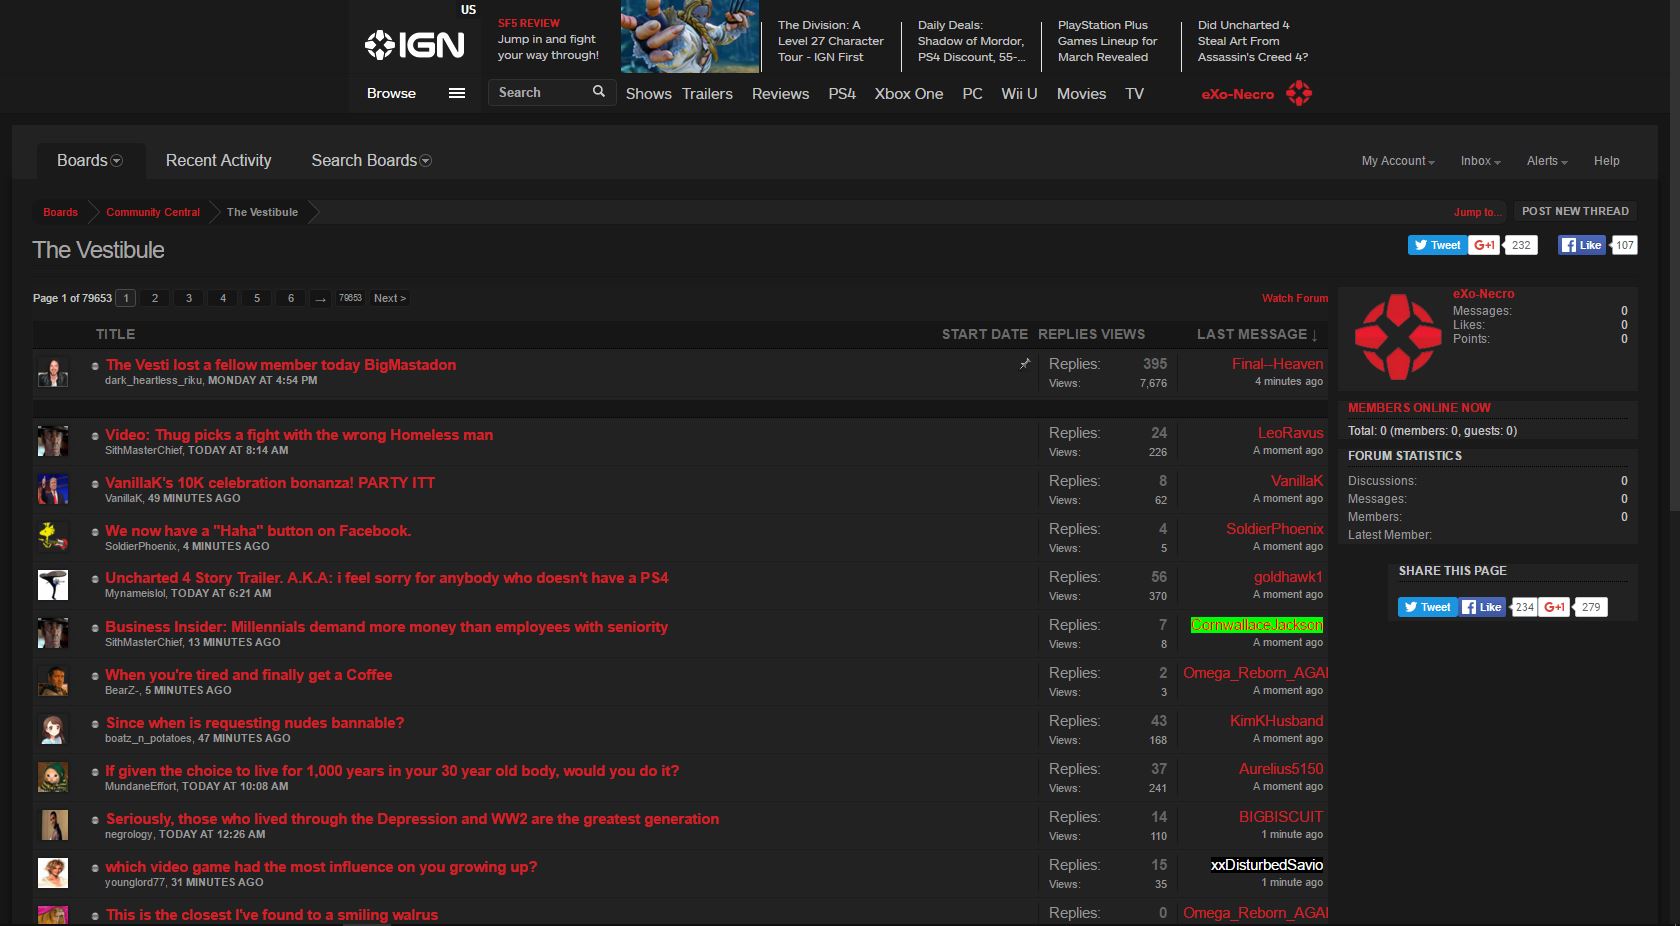 US
IGN
SF5 REVIEW
Jump in and fight
your way through!
The Division: A
Level 27 Character
Tour - IGN First
Daily Deals:
Shadow of Mordor,
PS4 Discount, 55-...
PlayStation Plus
Games Lineup for
March Revealed
Did Uncharted 4
Steal Art From
Assassin's Creed 4?
Browse Search Shows Trailers Reviews PS4 Xbox One PC Wii U Movies TV eXo-Necro
Boards Recent Activity Search Boards My Account Inbox Alerts Help
Boards Community Central The Vestibule Jump to... POST NEW THREAD
The Vestibule
Tweet G+1 232 Like 107
Page 1 of 79653 1 2 3 4 5 6 → 79653 Next >
Watch Forum
TITLE START DATE REPLIES VIEWS LAST MESSAGE ↓
The Vesti lost a fellow member today BigMastadon Replies: 395 Final--Heaven
dark_heartless_riku, MONDAY AT 4:54 PM Views: 7,676 4 minutes ago
Video: Thug picks a fight with the wrong Homeless man Replies: 24 LeoRavus
SithMasterChief, TODAY AT 8:14 AM Views: 226 A moment ago
VanillaK's 10K celebration bonanza! PARTY ITT Replies: 8 VanillaK
VanillaK, 49 MINUTES AGO Views: 62 A moment ago
We now have a "Haha" button on Facebook. Replies: 4 SoldierPhoenix
SoldierPhoenix, 4 MINUTES AGO Views: 5 A moment ago
Uncharted 4 Story Trailer. A.K.A: i feel sorry for anybody who doesn't have a PS4 Replies: 56 goldhawk1
Mynameislol, TODAY AT 6:21 AM Views: 370 A moment ago
Business Insider: Millennials demand more money than employees with seniority Replies: 7 CornwallaceJackson
SithMasterChief, 13 MINUTES AGO Views: 8 A moment ago
When you're tired and finally get a Coffee Replies: 2 Omega_Reborn_AGAI
BearZ-, 5 MINUTES AGO Views: 3 A moment ago
Since when is requesting nudes bannable? Replies: 43 KimKHusband
boatz_n_potatoes, 47 MINUTES AGO Views: 168 A moment ago
If given the choice to live for 1,000 years in your 30 year old body, would you do it? Replies: 37 Aurelius5150
MundaneEffort, TODAY AT 10:08 AM Views: 241 A moment ago
Seriously, those who lived through the Depression and WW2 are the greatest generation Replies: 14 BIGBISCUIT
negrology, TODAY AT 12:26 AM Views: 110 1 minute ago
which video game had the most influence on you growing up? Replies: 15 xxDisturbedSavio
younglord77, 31 MINUTES AGO Views: 35 1 minute ago
This is the closest I've found to a smiling walrus Replies: 0 Omega_Reborn_AGAI
eXo-Necro
Messages: 0
Likes: 0
Points: 0
MEMBERS ONLINE NOW
Total: 0 (members: 0, guests: 0)
FORUM STATISTICS
Discussions: 0
Messages: 0
Members: 0
Latest Member:
SHARE THIS PAGE
Tweet Like 234 G+1 279